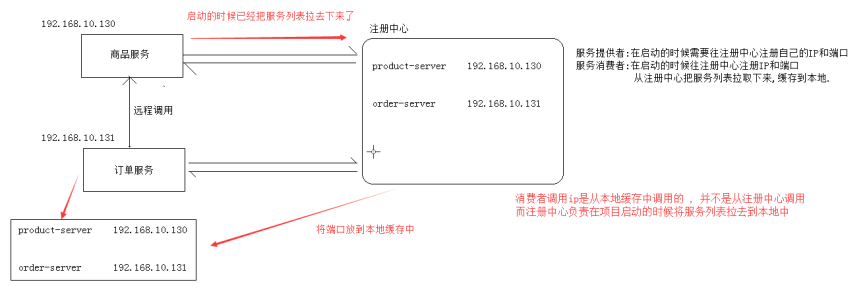 启动的时候已经把服务列表拉去下来了
192.168.10.130
注册中心
商品服务
服务提供者:在启动的时候需要往注册中心注册自己的IP和端口
服务消费者:在启动的时候往注册中心注册IP和端口
从注册中心把服务列表拉取下来,缓存到本地.
product-server 192.168.10.130
order-server 192.168.10.131
远程调用
192.168.10.131
订单服务
消费者调用ip是从本地缓存中调用的 , 并不是从注册中心调用
而注册中心负责在项目启动的时候将服务列表拉去到本地中
将端口放到本地缓存中
product-server 192.168.10.130
order-server 192.168.10.131